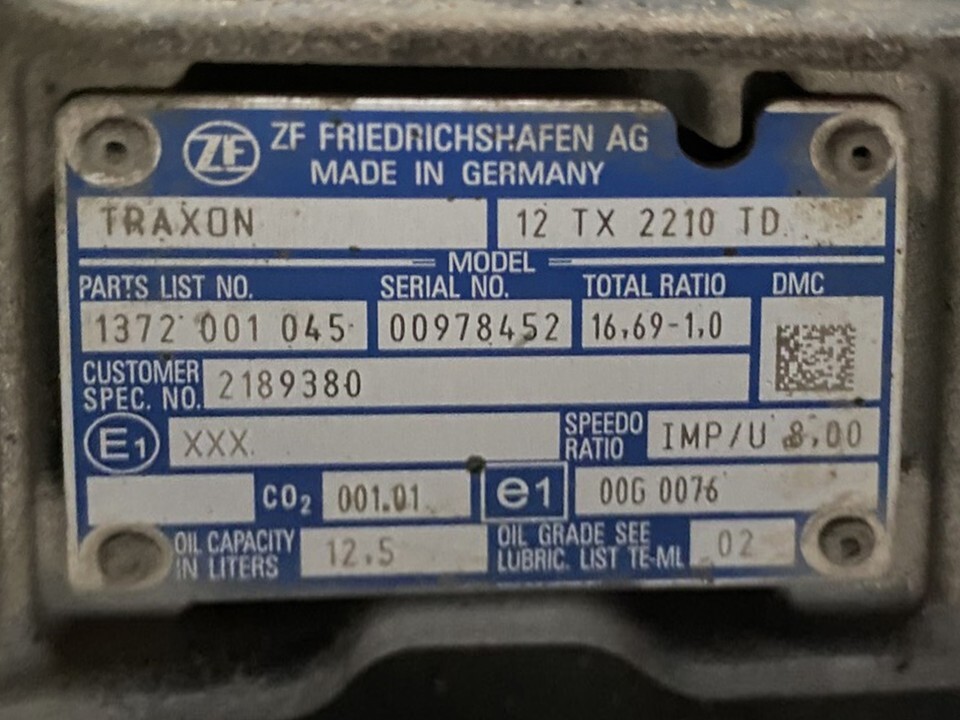 ZF ZF FRIEDRICHSHAFEN AG
MADE IN GERMANY
TRAXON 12 TX 2210 TD
MODEL
PARTS LIST NO. SERIAL NO. TOTAL RATIO DMC
1372 001 045 00978452 16,69-1,0
CUSTOMER
SPEC. NO. 2189380
E1 XXX SPEEDO
RATIO IMP/U 8,00
CO₂ 001.01 e1 00G 0076
OIL CAPACITY
IN LITERS 12,5 OIL GRADE SEE
LUBRIC. LIST TE-ML 02